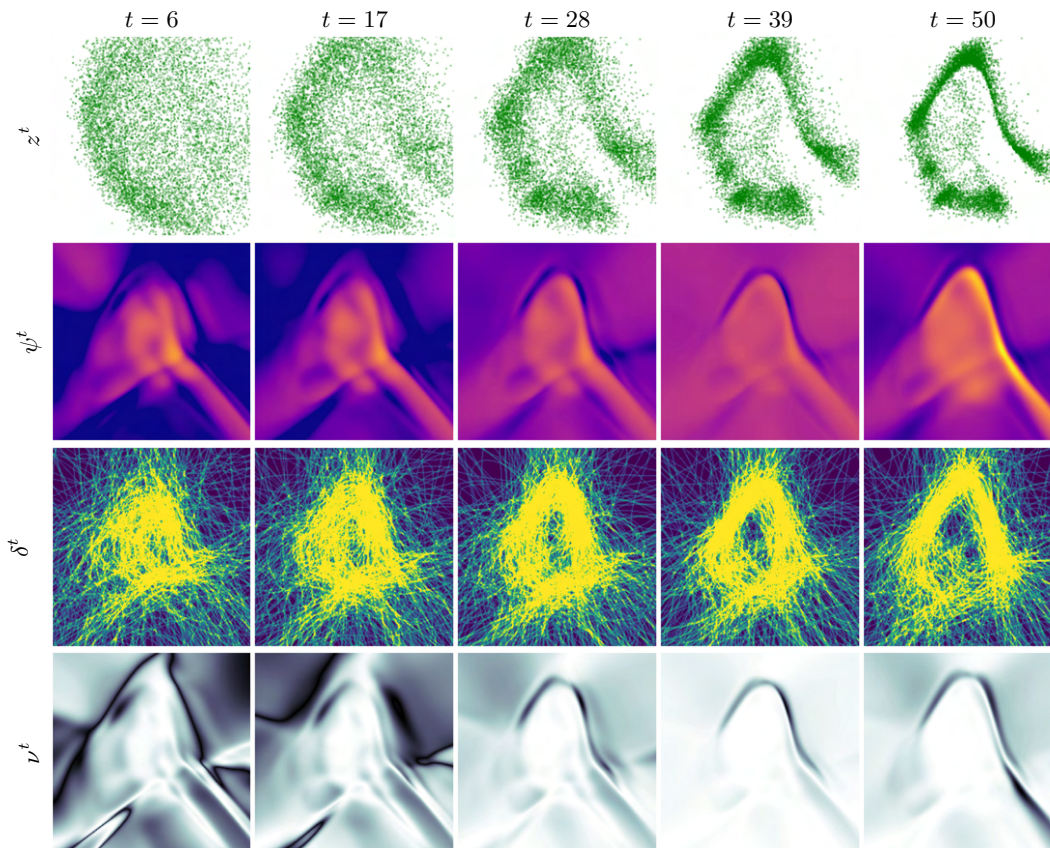 t = 6
t = 17
t = 28
t = 39
t = 50
z^t
ψ^t
δ^t
ν^t